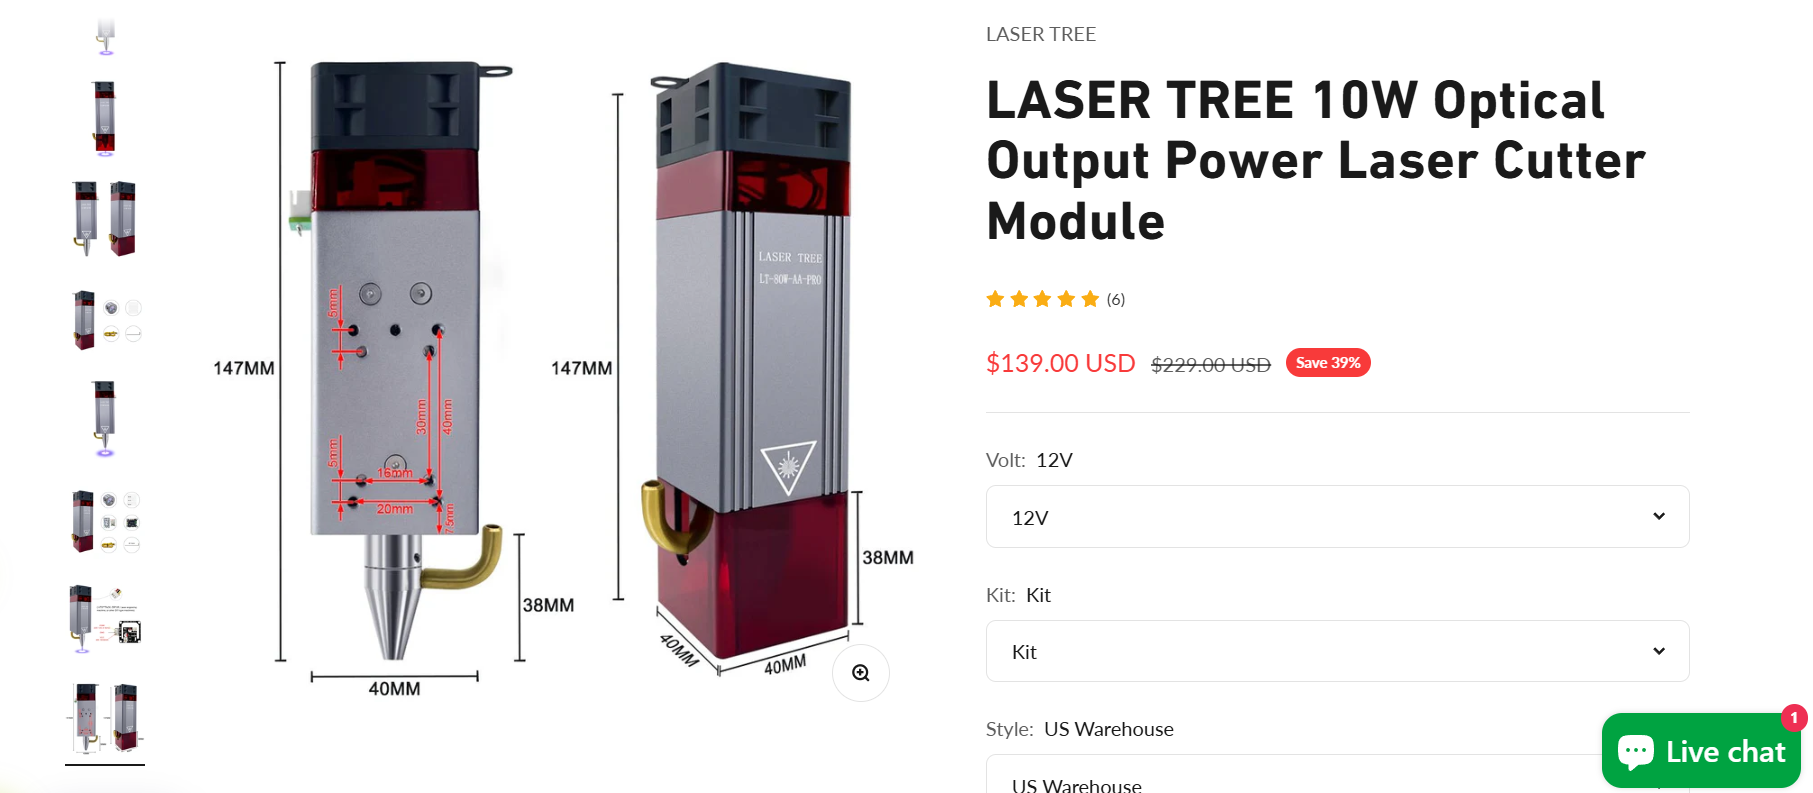 LASER TREE
LASER TREE 10W Optical
Output Power Laser Cutter
Module
(6)
$139.00 USD
$229.00 USD
Save 39%
Volt: 12V
12V
Kit: Kit
Kit
Style: US Warehouse
US Warehouse
1
Live chat
147MM
5mm
30mm
40mm
5mm
16mm
20mm
7.5mm
38MM
40MM
147MM
LASER TREE
LT-80W-AA-PRO
38MM
40MM
40MM